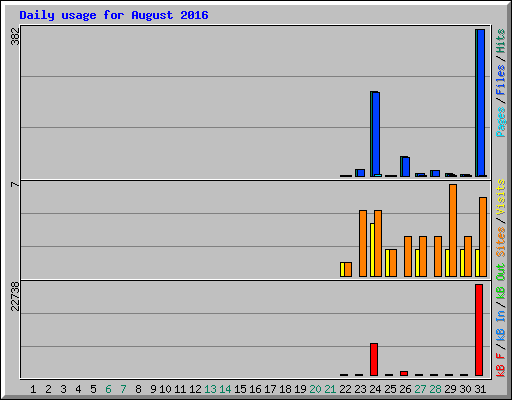 Daily usage for August 2016
382
Pages / Files / Hits
7
kB F / kB In / kB Out Sites / Visits
22738
1 2 3 4 5 6 7 8 9 10 11 12 13 14 15 16 17 18 19 20 21 22 23 24 25 26 27 28 29 30 31